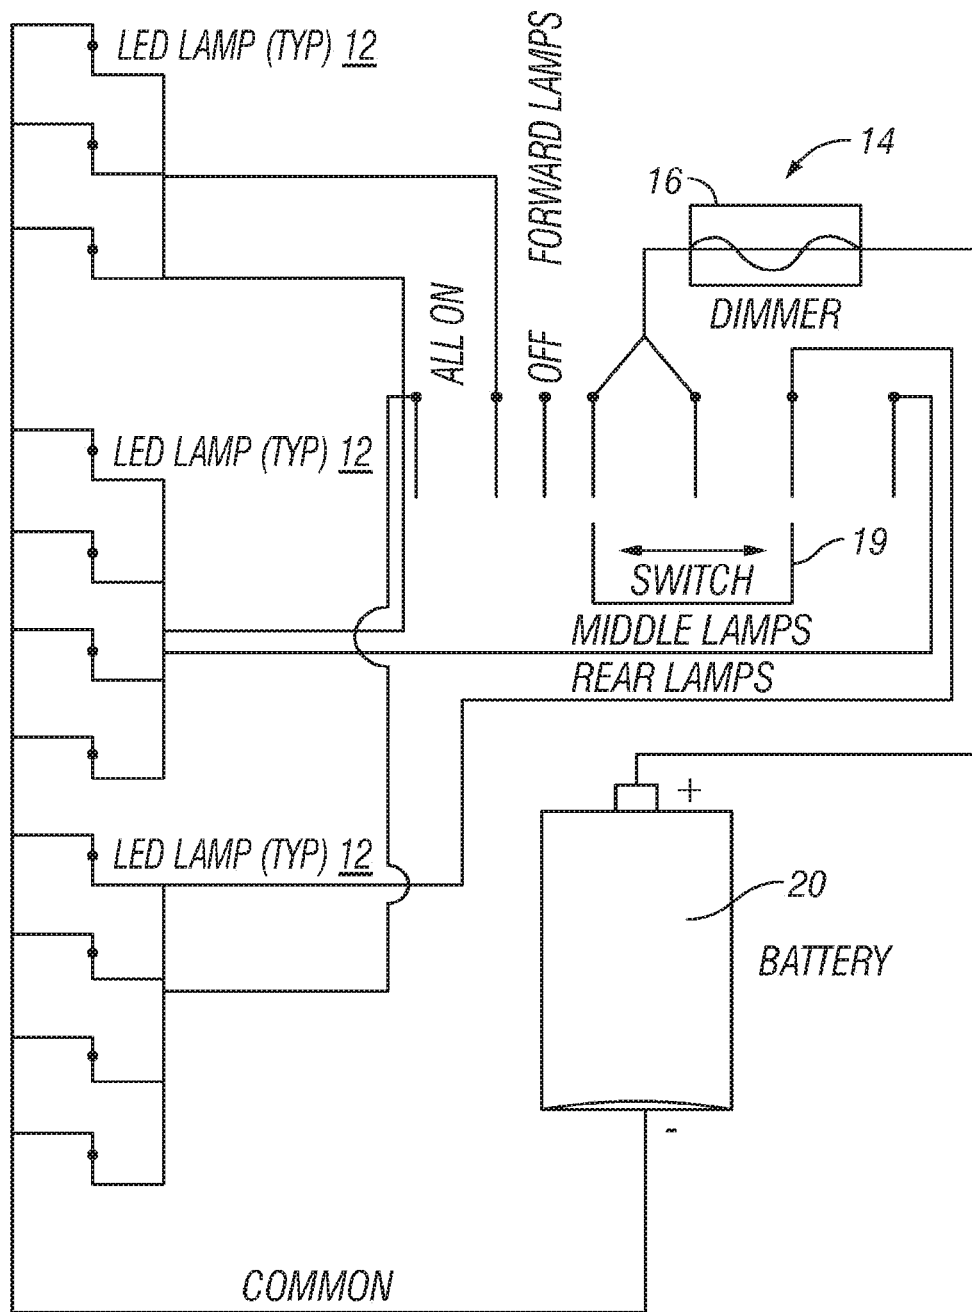 LED LAMP (TYP) 12
FORWARD LAMPS
14
16
DIMMER
ALL ON
OFF
LED LAMP (TYP) 12
19
SWITCH
MIDDLE LAMPS
REAR LAMPS
+
LED LAMP (TYP) 12
20
BATTERY
-
COMMON